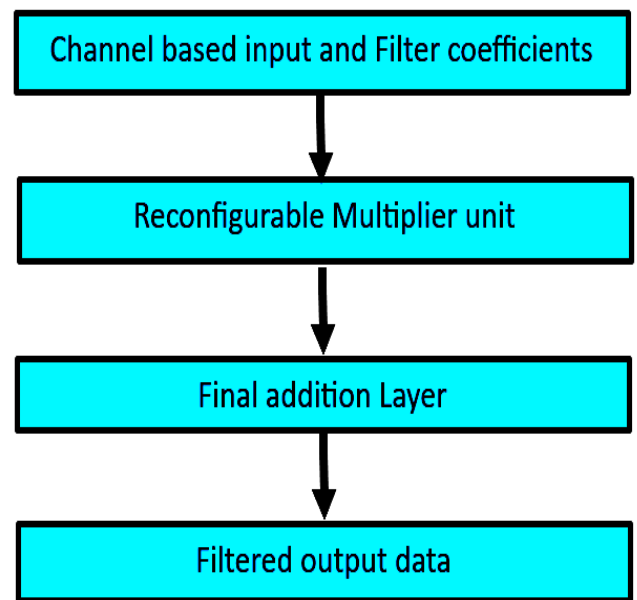 Channel based input and Filter coefficients
Reconfigurable Multiplier unit
Final addition Layer
Filtered output data